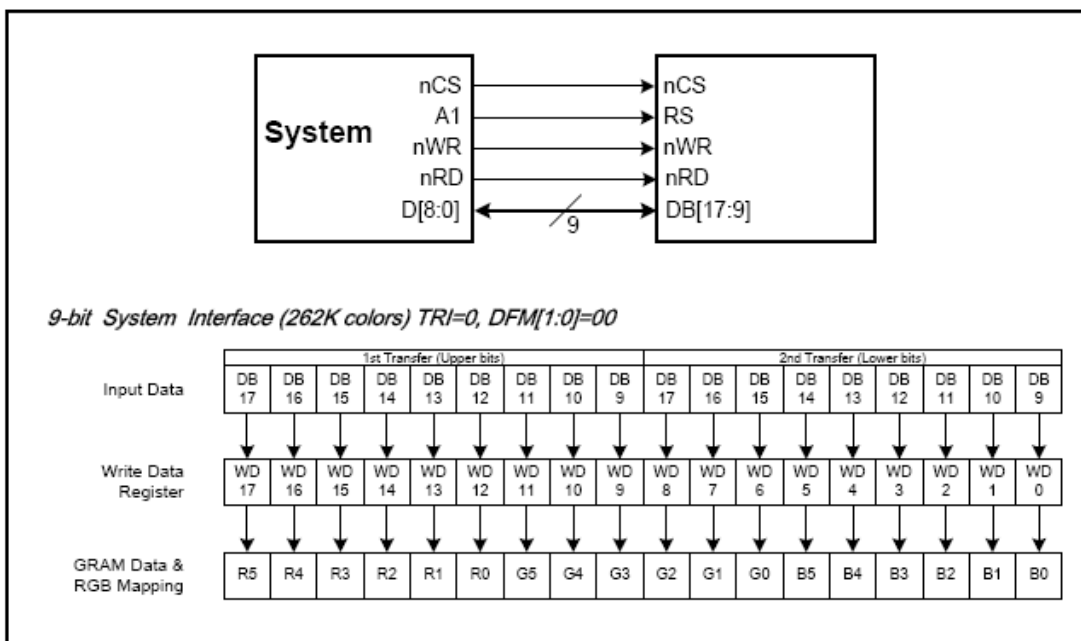 nCS nCS
A1 RS
System
nWR nWR
nRD nRD
D[8:0] DB[17:9]
9
9-bit System Interface (262K colors) TRI=0, DFM[1:0]=00
1st Transfer (Upper bits) 2nd Transfer (Lower bits)
Input Data
DB DB DB DB DB DB DB DB DB DB DB DB DB DB DB DB DB DB
17 16 15 14 13 12 11 10 9 17 16 15 14 13 12 11 10 9
Write Data
Register
WD WD WD WD WD WD WD WD WD WD WD WD WD WD WD WD WD WD
17 16 15 14 13 12 11 10 9 8 7 6 5 4 3 2 1 0
GRAM Data &
RGB Mapping
R5 R4 R3 R2 R1 R0 G5 G4 G3 G2 G1 G0 B5 B4 B3 B2 B1 B0